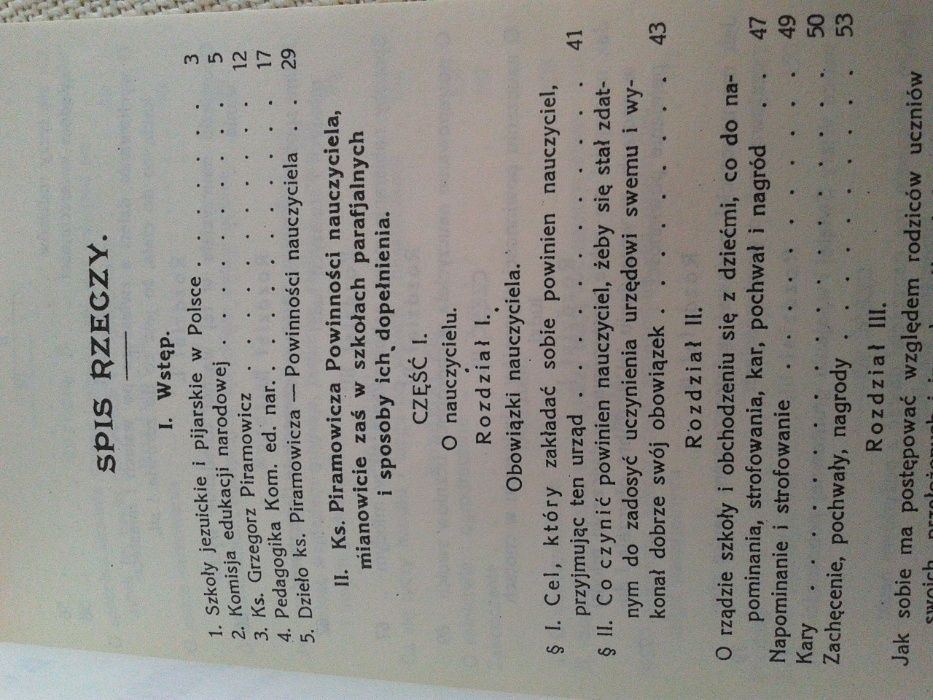 SPIS RZECZY.
I. Wstęp.
1. Szkoły jezuickie i pijarskie w Polsce . . . . . . . 3
2. Komisja edukacji narodowej . . . . . . . . . . 5
3. Ks. Grzegorz Piramowicz . . . . . . . . . . . 12
4. Pedagogika Kom. ed. nar. . . . . . . . . . . 17
5. Dzieło ks. Piramowicza — Powinności nauczyciela . . . 29
II. Ks. Piramowicza Powinności nauczyciela,
mianowicie zaś w szkołach parafjalnych
i sposoby ich dopełnienia.
CZĘŚĆ I.
O nauczycielu.
Rozdział I.
Obowiązki nauczyciela.
§ I. Cel, który zakładać sobie powinien nauczyciel,
przyjmując ten urząd . . . . . . . . . . 41
§ II. Co czynić powinien nauczyciel, żeby się stał zdat-
nym do zadosyć uczynienia urzędowi swemu i wy-
konał dobrze swój obowiązek . . . . . . . . 43
Rozdział II.
O rządzie szkoły i obchodzeniu się z dziećmi, co do na-
pominania, strofowania, kar, pochwał i nagród . . 47
Napominanie i strofowanie . . . . . . . . . . 49
Kary . . . . . . . . . . . . . . . . 50
Zachęcenie, pochwały, nagrody . . . . . . . . . 53
Rozdział III.
Jak sobie ma postępować względem rodziców uczniów
swoich